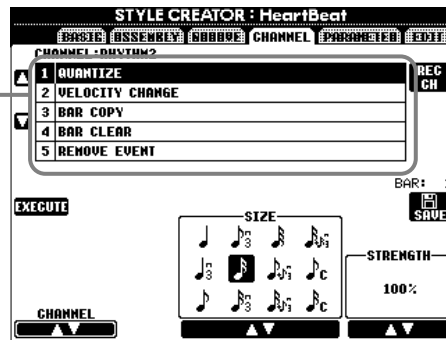 STYLE CREATOR : HeartBeat
BASIC ASSEMBLY GROOVE CHANNEL PARAMETER EDIT
CHANNEL :RHYTHM2
1 QUANTIZE
REC CH
2 VELOCITY CHANGE
3 BAR COPY
4 BAR CLEAR
5 REMOVE EVENT
BAR:
EXECUTE
SAVE
SIZE
STRENGTH
100%
CHANNEL